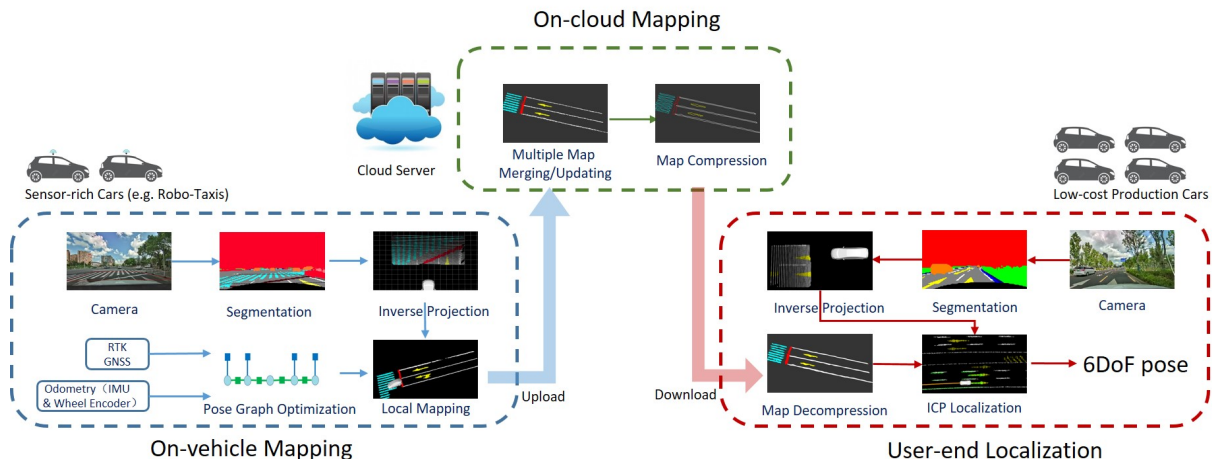 On-cloud Mapping
Cloud Server
Multiple Map
Merging/Updating
Map Compression
Sensor-rich Cars (e.g. Robo-Taxis)
Low-cost Production Cars
Camera
Segmentation
Inverse Projection
RTK
GNSS
Odometry（IMU
& Wheel Encoder）
Pose Graph Optimization
Local Mapping
Upload
On-vehicle Mapping
Inverse Projection
Segmentation
Camera
Download
Map Decompression
ICP Localization
6DoF pose
User-end Localization